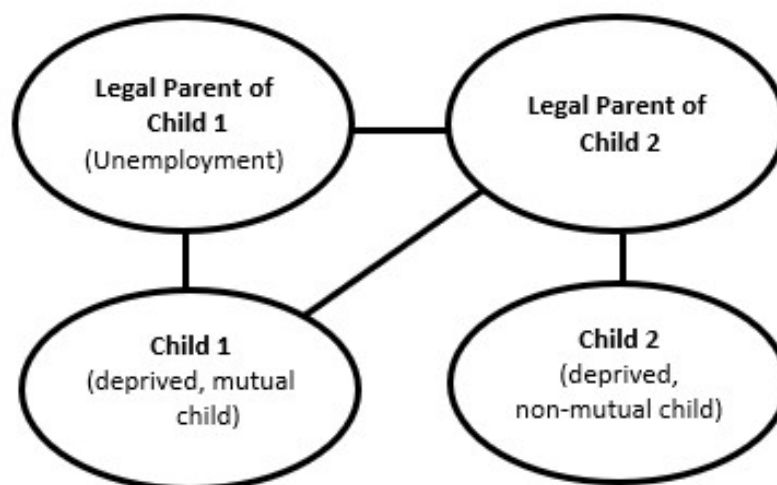 Legal Parent of
Child 1
(Unemployment)
Legal Parent of
Child 2
Child 1
(deprived, mutual
child)
Child 2
(deprived,
non-mutual child)